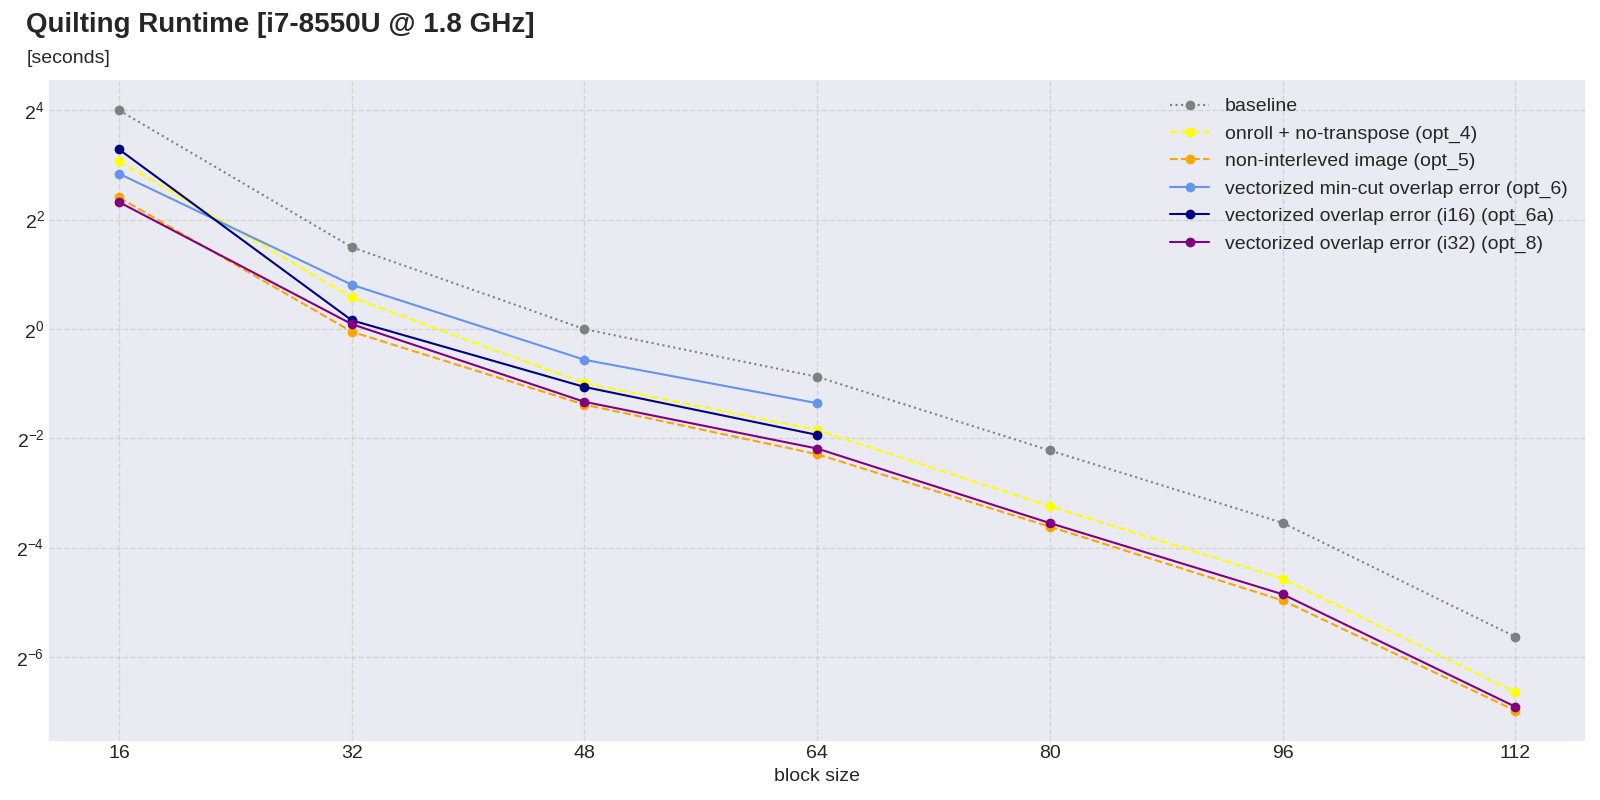 Quilting Runtime [i7-8550U @ 1.8 GHz]
[seconds]
2⁴
2²
2⁰
2⁻²
2⁻⁴
2⁻⁶
baseline
onroll + no-transpose (opt_4)
non-interleved image (opt_5)
vectorized min-cut overlap error (opt_6)
vectorized overlap error (i16) (opt_6a)
vectorized overlap error (i32) (opt_8)
16 32 48 64 80 96 112
block size